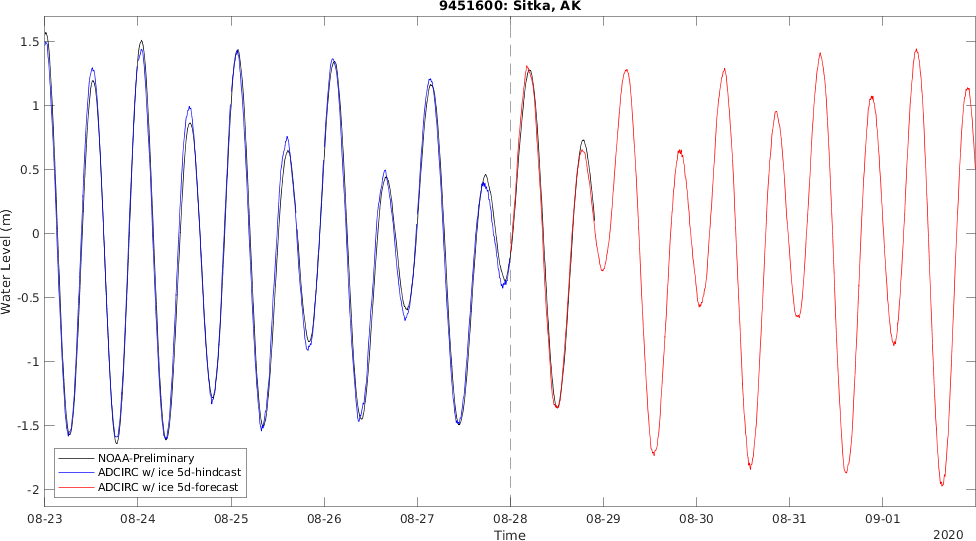 9451600: Sitka, AK
Water Level (m)
1.5
1
0.5
0
-0.5
-1
-1.5
-2
NOAA-Preliminary
ADCIRC w/ ice 5d-hindcast
ADCIRC w/ ice 5d-forecast
08-23 08-24 08-25 08-26 08-27 08-28 08-29 08-30 08-31 09-01
Time
2020